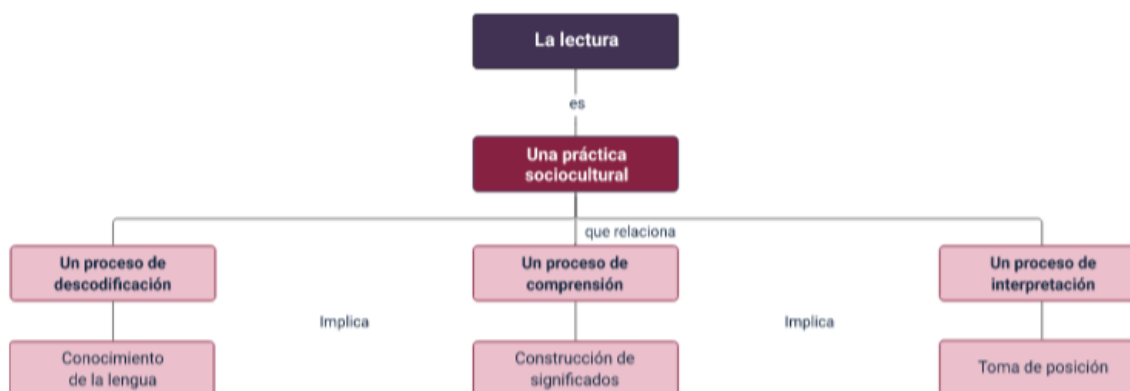 La lectura
es
Una práctica
sociocultural
que relaciona
Un proceso de
descodificación
Un proceso de
comprensión
Un proceso de
interpretación
Implica
Implica
Conocimiento
de la lengua
Construcción de
significados
Toma de posición